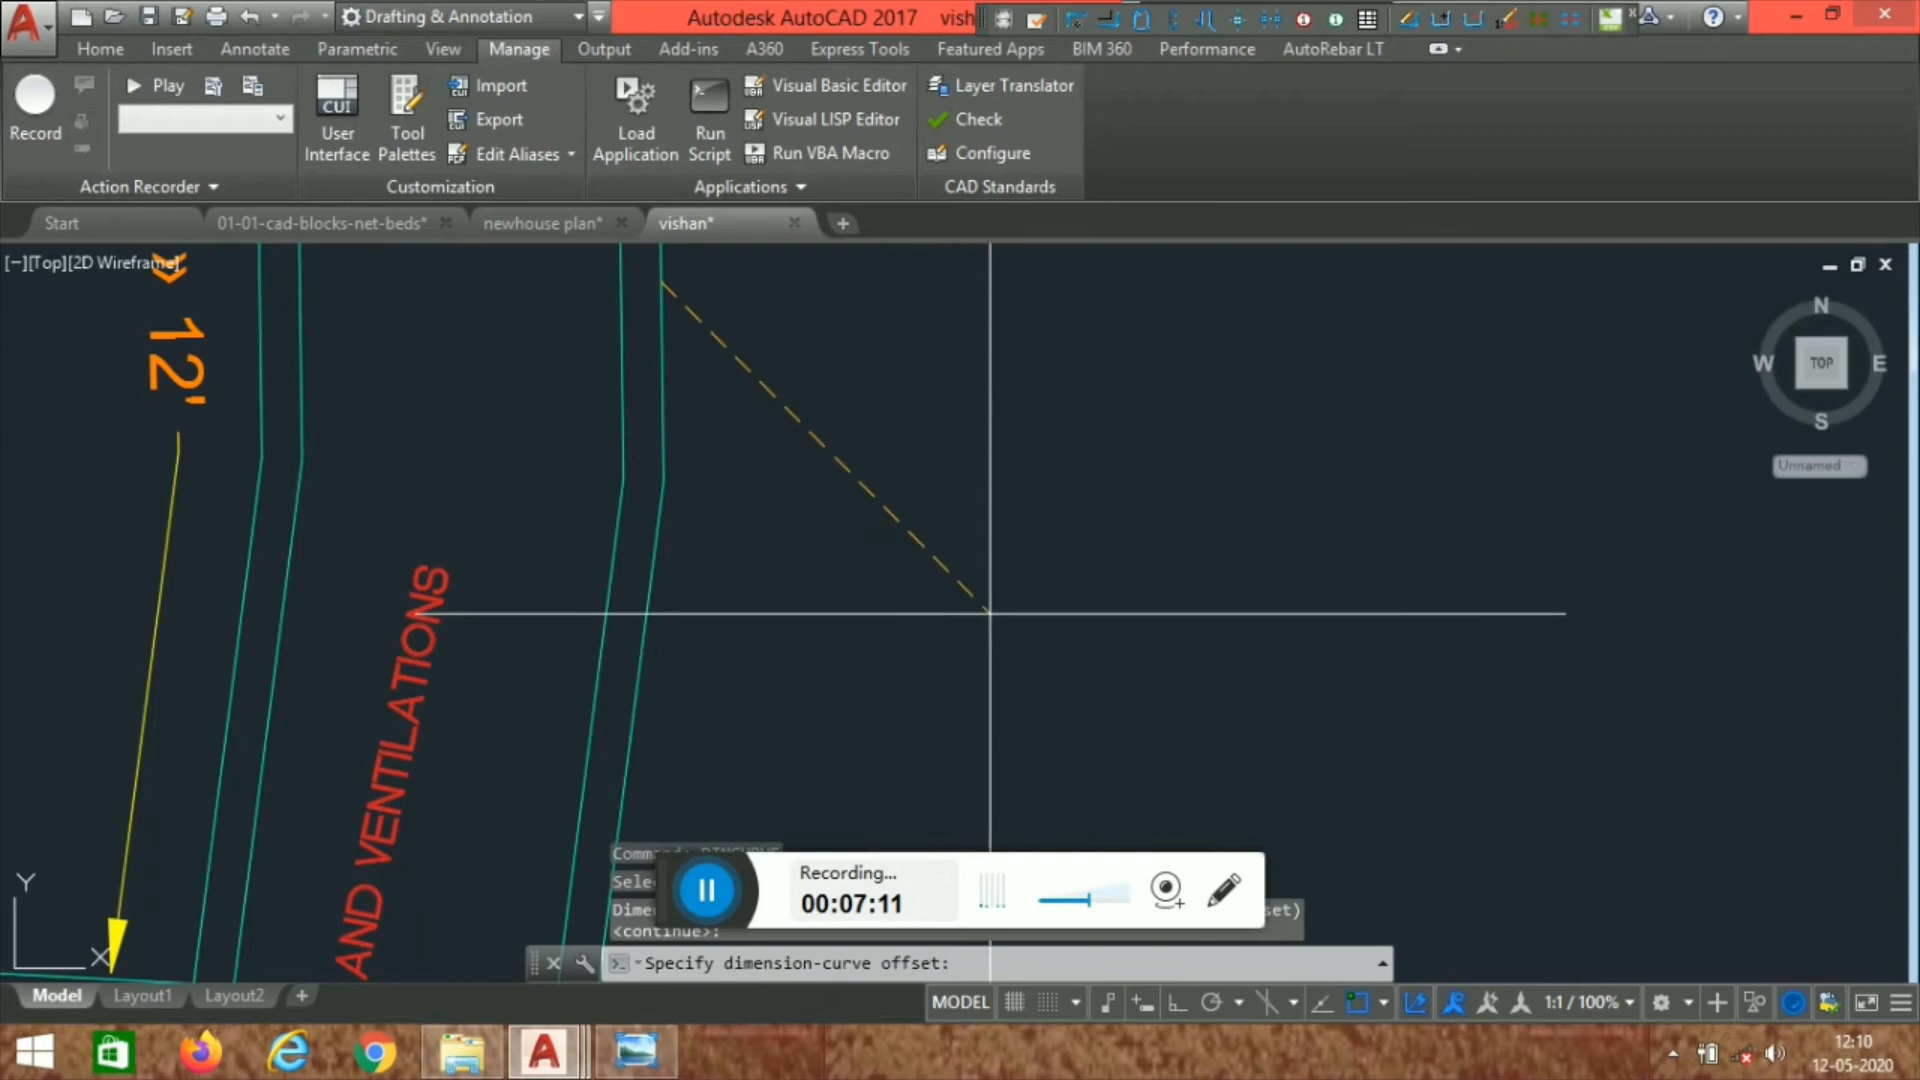 Drafting & Annotation
Autodesk AutoCAD 2017 vish
Home Insert Annotate Parametric View Manage Output Add-ins A360 Express Tools Featured Apps BIM 360 Performance AutoRebar LT
Record
Play
CUI
User Interface
Tool Palettes
Import
Export
Edit Aliases
Load Application
Run Script
Visual Basic Editor
Visual LISP Editor
Run VBA Macro
Layer Translator
Check
Configure
Action Recorder
Customization
Applications
CAD Standards
Start
01-01-cad-blocks-net-beds*
newhouse plan*
vishan*
[−][Top][2D Wireframe]
N
W TOP E
S
Unnamed
12'
AND VENTILATIONS
Y
X
Recording...
00:07:11
set)
<continue>:
Specify dimension-curve offset:
Model Layout1 Layout2
MODEL
1:1 / 100%
12:10
12-05-2020